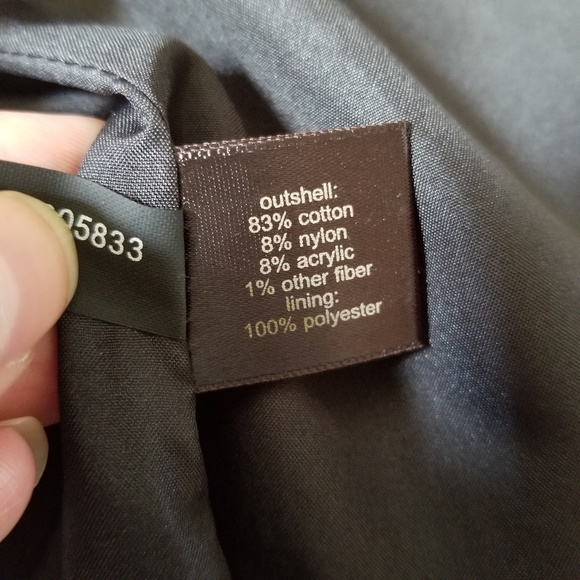 05833
outshell:
83% cotton
8% nylon
8% acrylic
1% other fiber
lining:
100% polyester